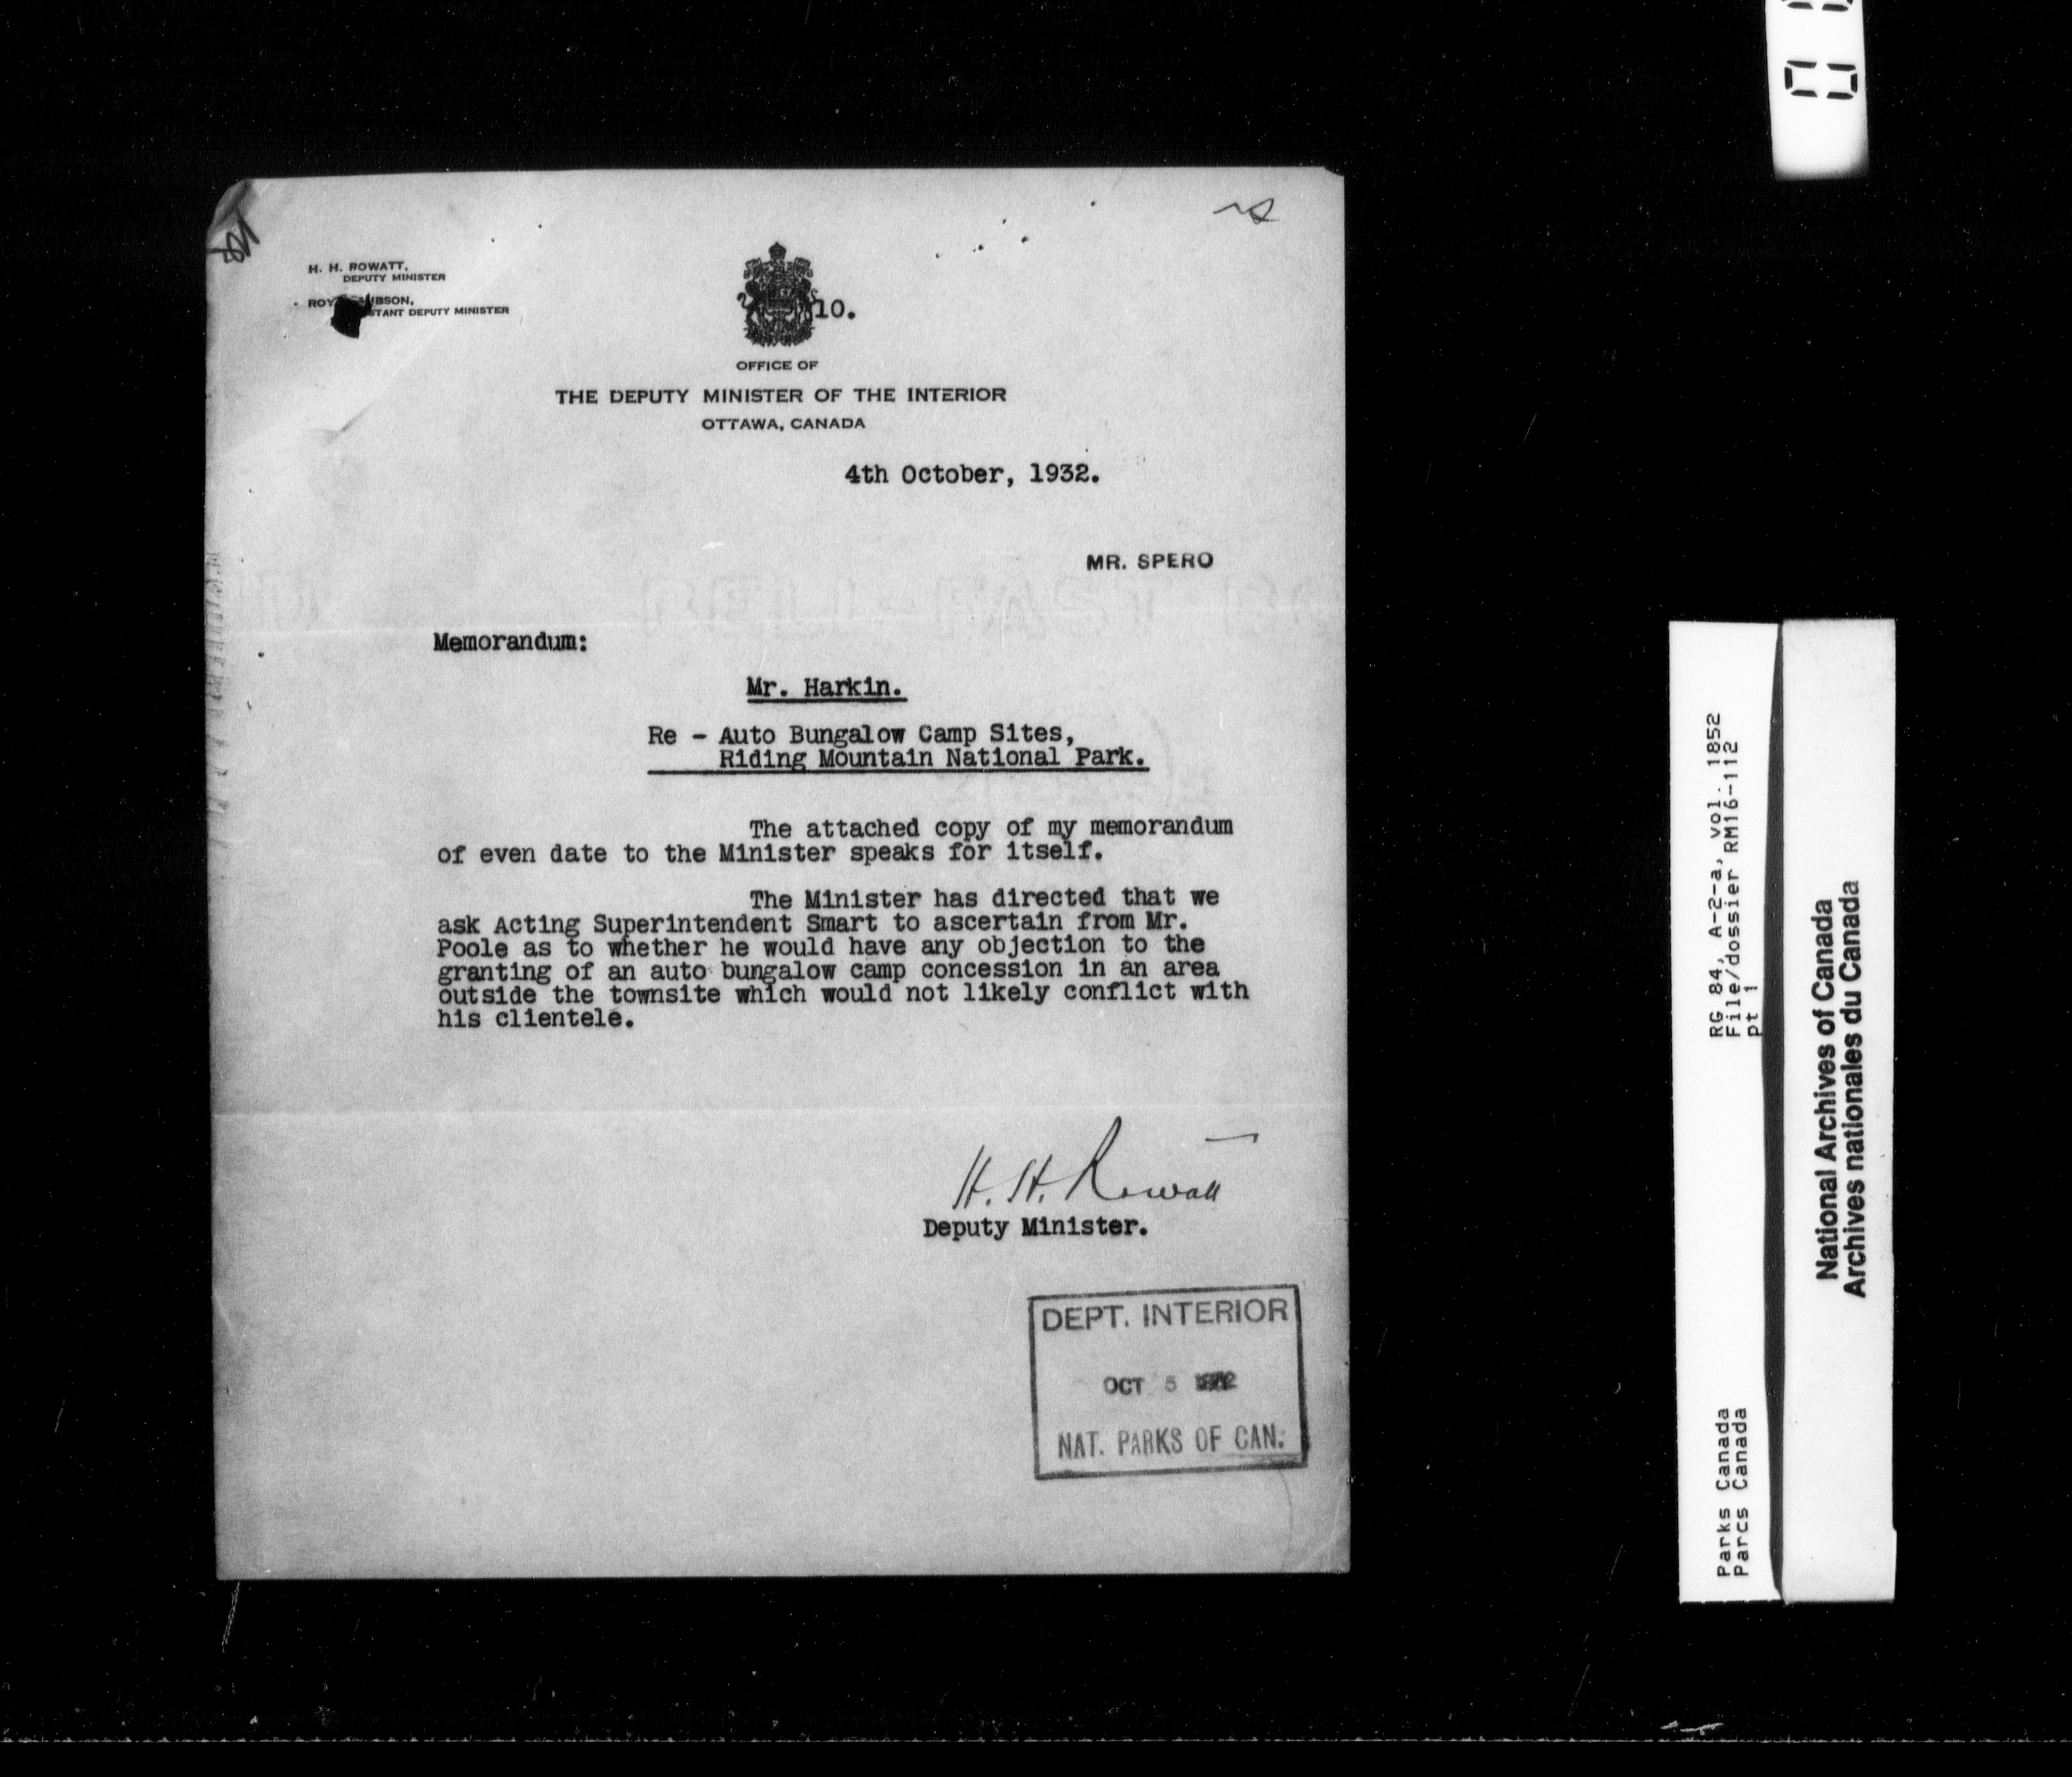 H. H. ROWATT,
DEPUTY MINISTER
ROY IBSON,
STANT DEPUTY MINISTER
10.
OFFICE OF
THE DEPUTY MINISTER OF THE INTERIOR
OTTAWA, CANADA
4th October, 1932.
MR. SPERO
Memorandum:
Mr. Harkin.
Re - Auto Bungalow Camp Sites,
Riding Mountain National Park.
The attached copy of my memorandum
of even date to the Minister speaks for itself.
The Minister has directed that we
ask Acting Superintendent Smart to ascertain from Mr.
Poole as to whether he would have any objection to the
granting of an auto bungalow camp concession in an area
outside the townsite which would not likely conflict with
his clientele.
H. H. Rowatt
Deputy Minister.
DEPT. INTERIOR
OCT 5 1932
NAT. PARKS OF CAN.
RG 84, A-2-a, vol. 1852
File/dossier RM16-112
pt 1
Parks Canada
Parcs Canada
National Archives of Canada
Archives nationales du Canada